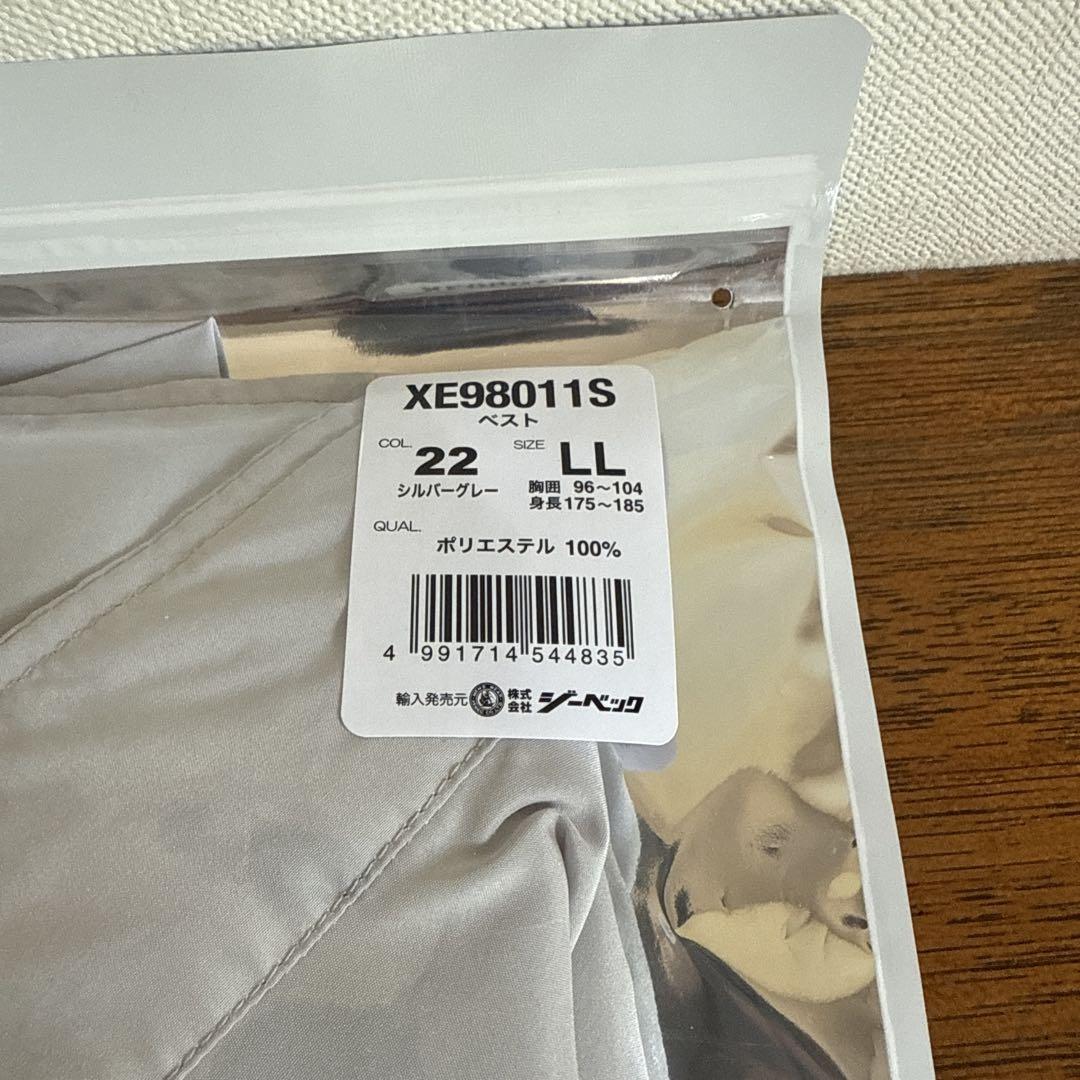 XE98011S
ベスト
COL. 22 SIZE LL
シルバーグレー 胸囲 96～104
身長175～185
QUAL.
ポリエステル 100%
4 991714 544835
輸入発売元 株式会社 ジーベック